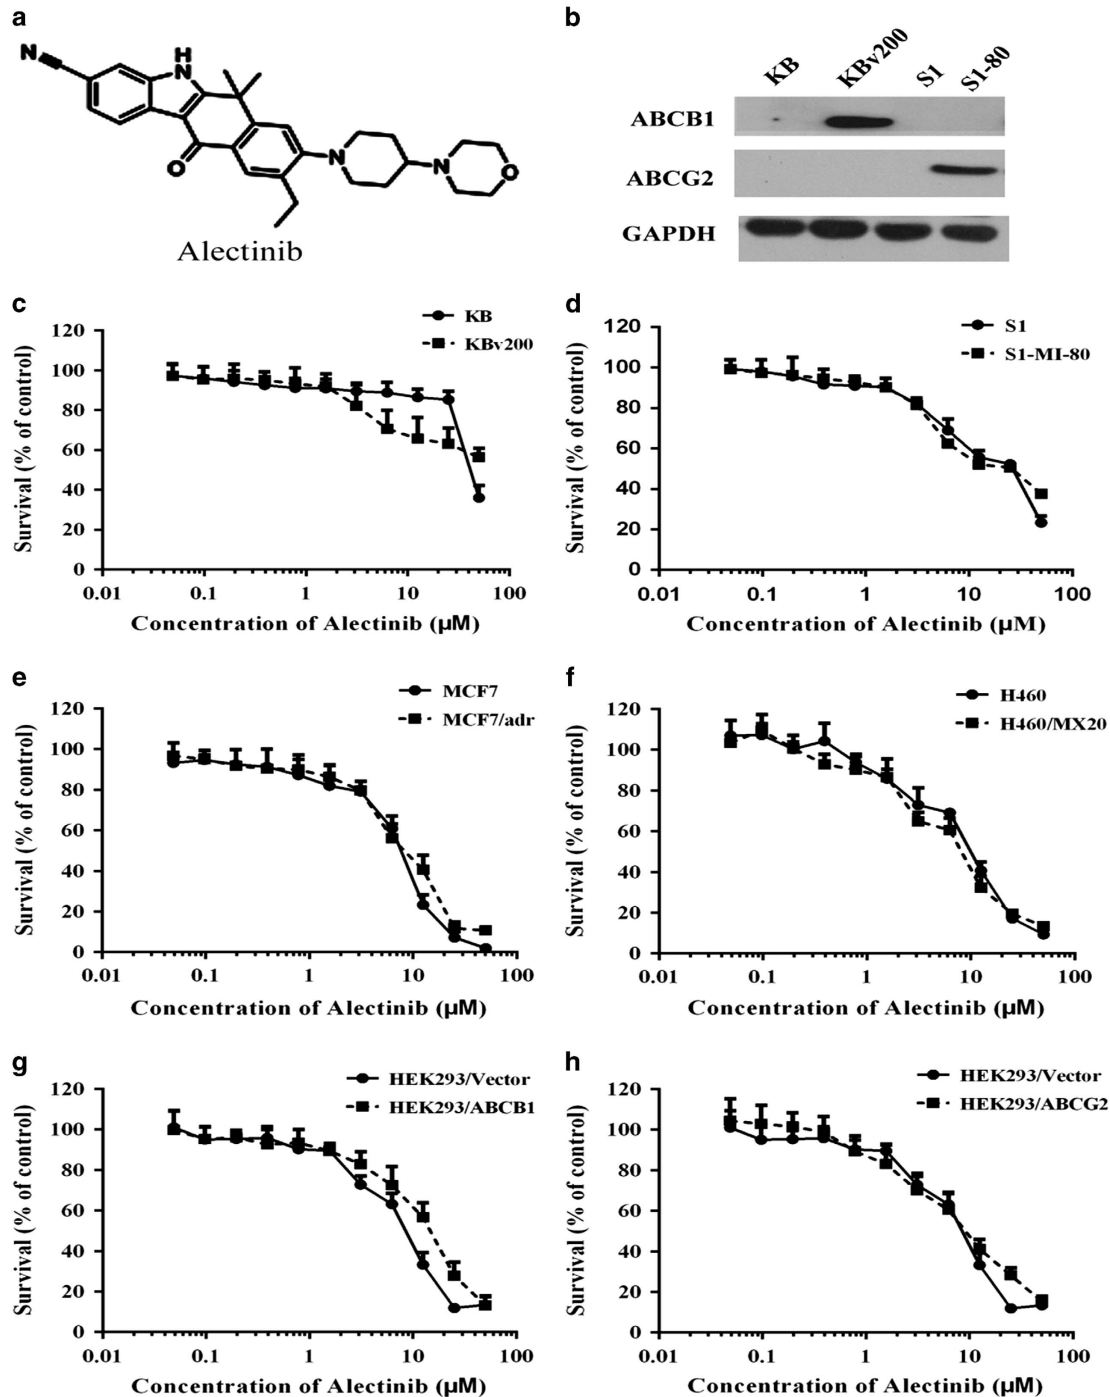 a
N
H
N
O
N
N
O
Alectinib
b
KB
KBv200
S1
S1-80
ABCB1
ABCG2
GAPDH
c
KB
KBv200
Survival (% of control)
120
100
80
60
40
20
0
0.01
0.1
1
10
100
Concentration of Alectinib (µM)
d
S1
S1-MI-80
Survival (% of control)
120
100
80
60
40
20
0
0.01
0.1
1
10
100
Concentration of Alectinib (µM)
e
MCF7
MCF7/adr
Survival (% of control)
120
100
80
60
40
20
0
0.01
0.1
1
10
100
Concentration of Alectinib (µM)
f
H460
H460/MX20
Survival (% of control)
120
100
80
60
40
20
0
0.01
0.1
1
10
100
Concentration of Alectinib (µM)
g
HEK293/Vector
HEK293/ABCB1
Survival (% of control)
120
100
80
60
40
20
0
0.01
0.1
1
10
100
Concentration of Alectinib (µM)
h
HEK293/Vector
HEK293/ABCG2
Survival (% of control)
120
100
80
60
40
20
0
0.01
0.1
1
10
100
Concentration of Alectinib (µM)